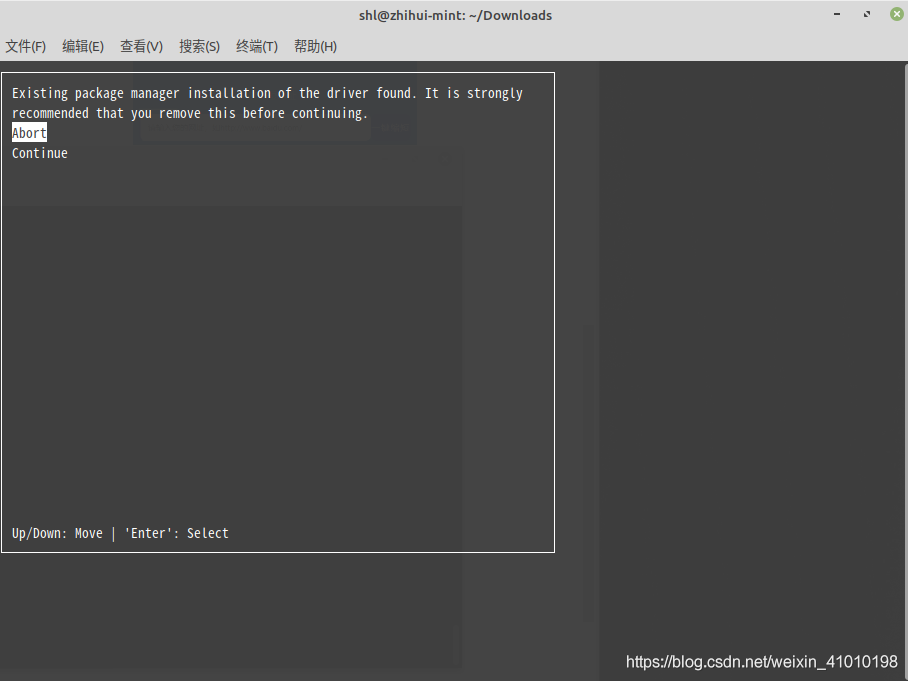 shl@zhihui-mint: ~/Downloads
文件(F) 编辑(E) 查看(V) 搜索(S) 终端(T) 帮助(H)
Existing package manager installation of the driver found. It is strongly
recommended that you remove this before continuing.
Abort
Continue
Up/Down: Move | 'Enter': Select
https://blog.csdn.net/weixin_41010198